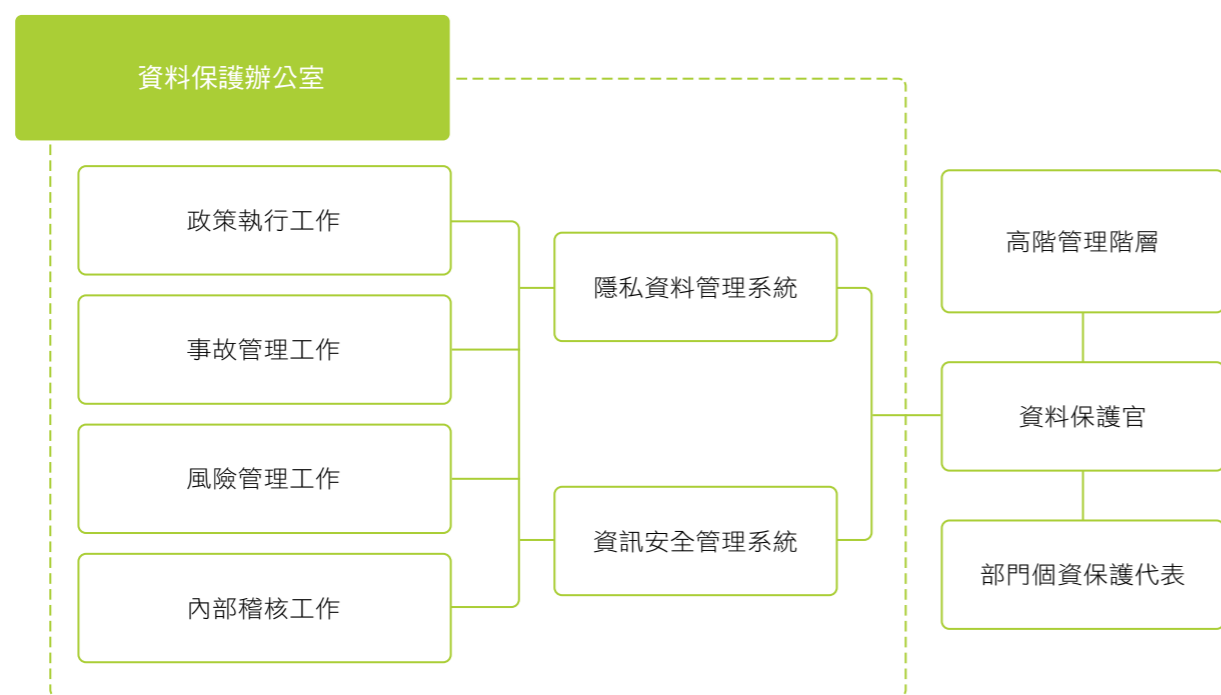 資料保護辦公室
政策執行工作
事故管理工作
風險管理工作
內部稽核工作
隱私資料管理系統
資訊安全管理系統
高階管理階層
資料保護官
部門個資保護代表